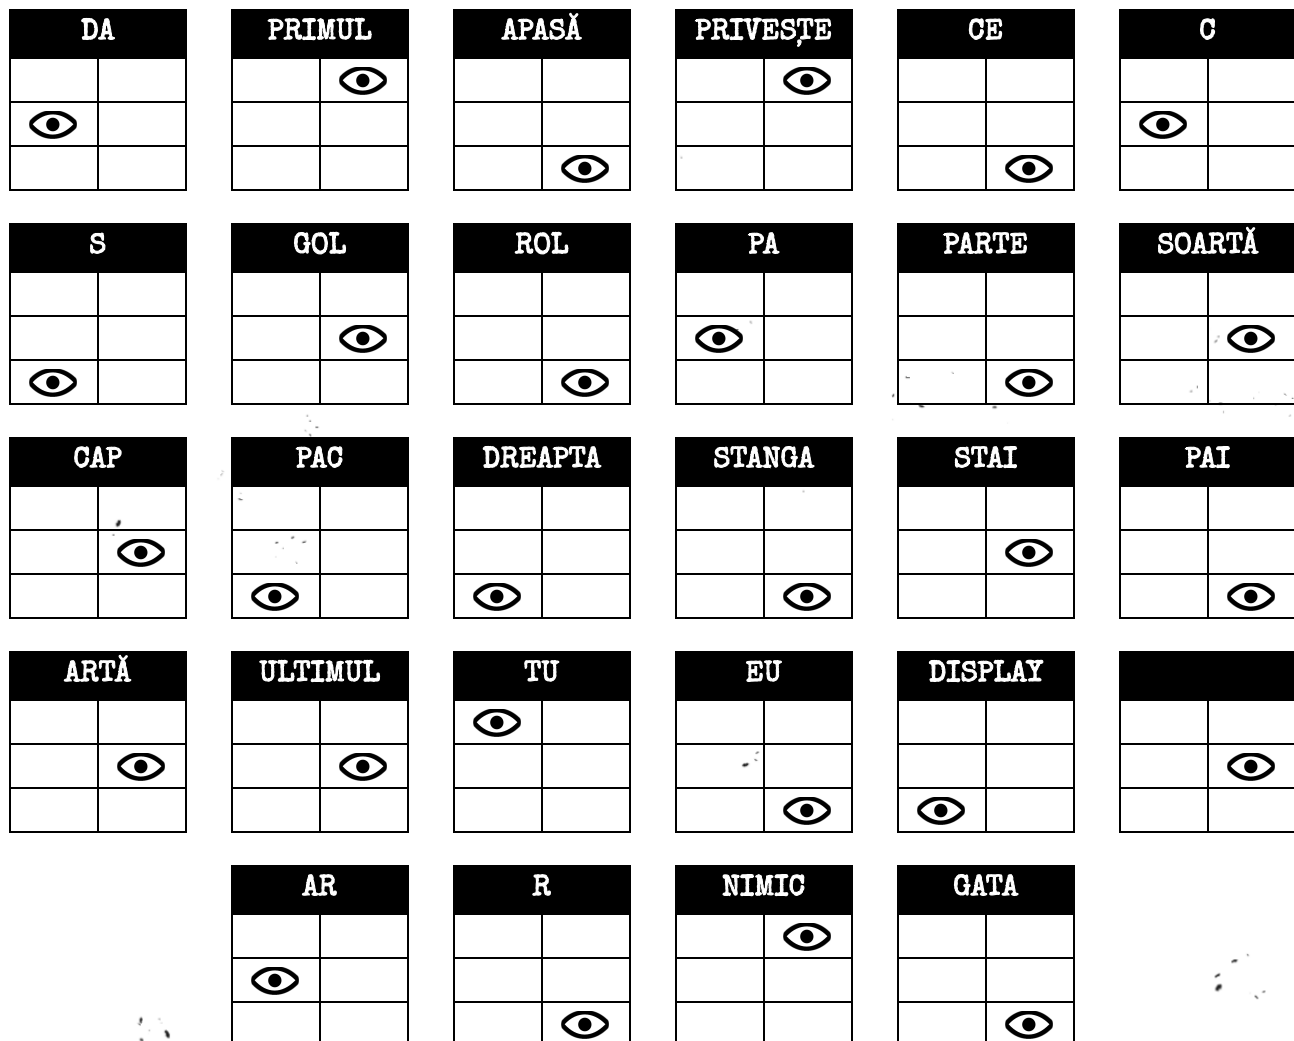 DA PRIMUL APASĂ PRIVEȘTE CE C
S GOL ROL PA PARTE SOARTĂ
CAP PAC DREAPTA STANGA STAI PAI
ARTĂ ULTIMUL TU EU DISPLAY
AR R NIMIC GATA